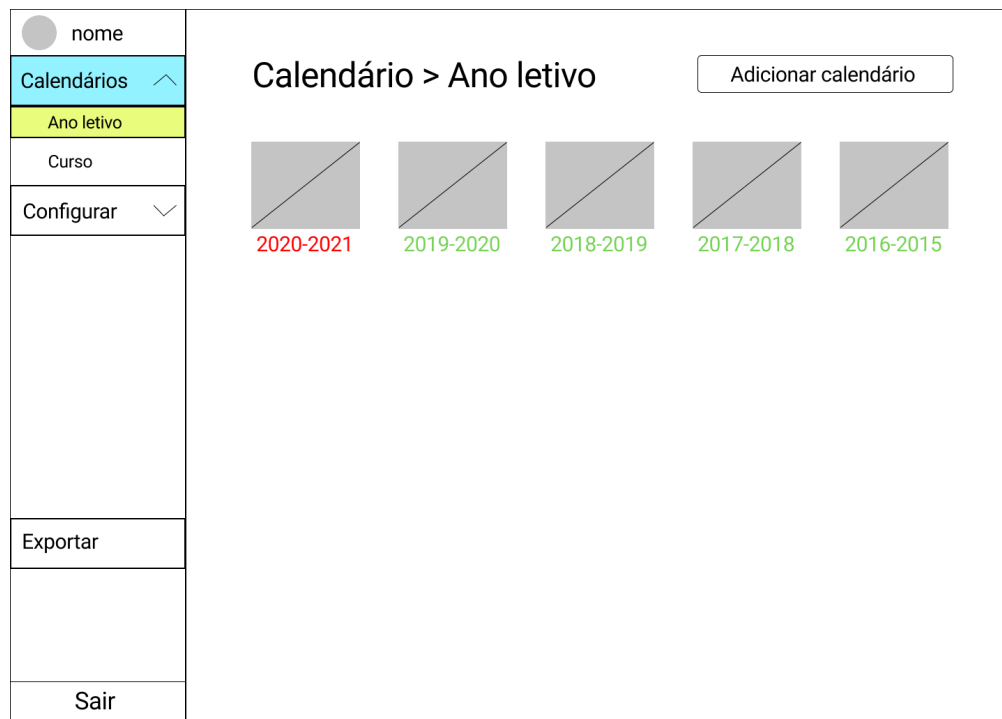 nome
Calendários
Ano letivo
Curso
Configurar
Exportar
Sair
Calendário > Ano letivo
Adicionar calendário
2020-2021
2019-2020
2018-2019
2017-2018
2016-2015